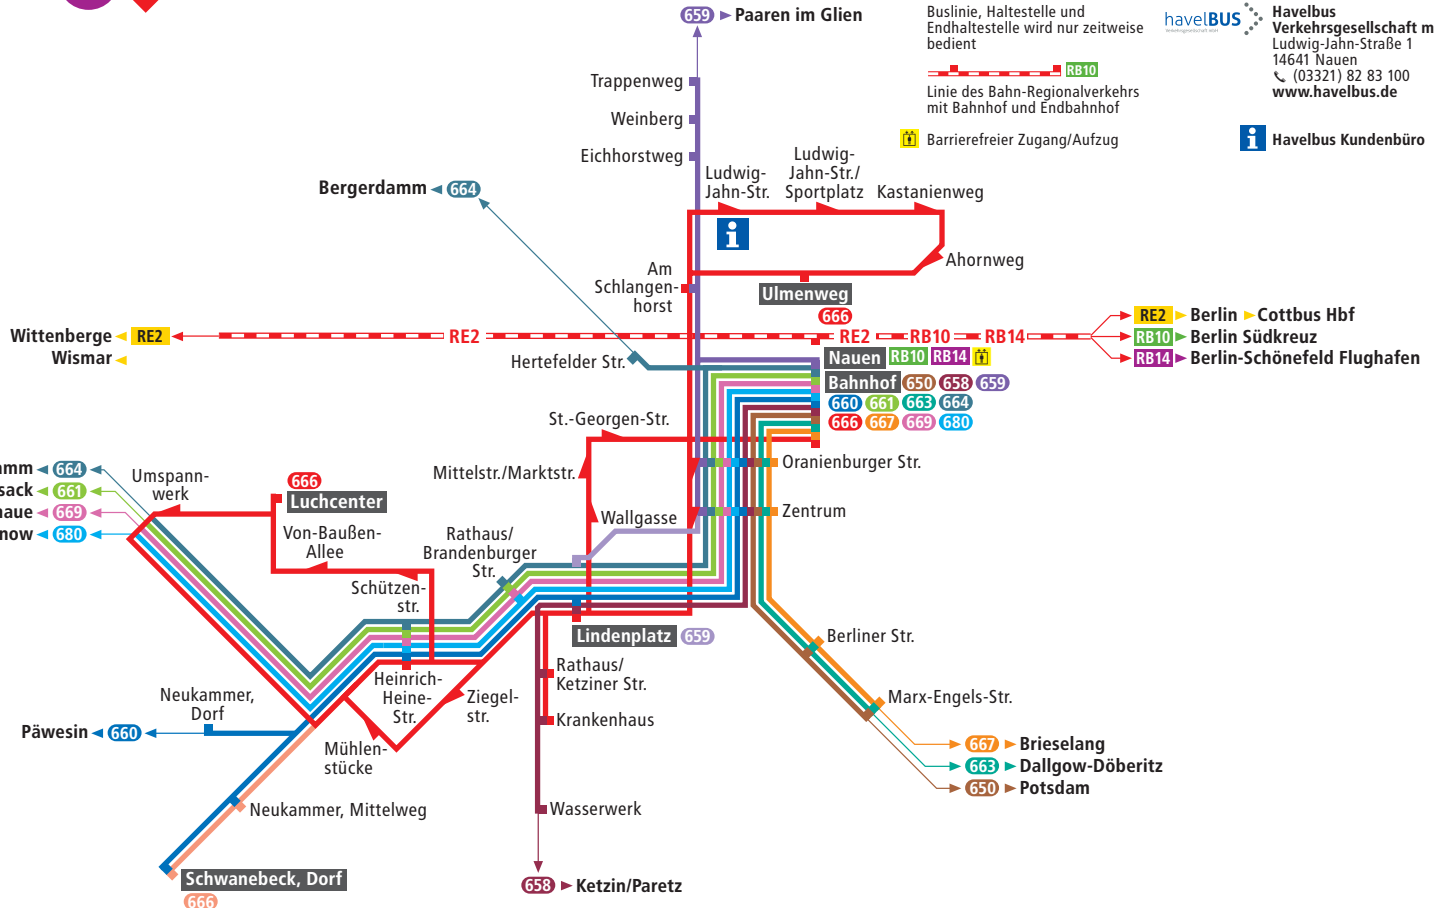 659 Paaren im Glien
Buslinie, Haltestelle und
Endhaltestelle wird nur zeitweise
bedient
RB10
Linie des Bahn-Regionalverkehrs
mit Bahnhof und Endbahnhof
Barrierefreier Zugang/Aufzug
havelBUS
Havelbus
Verkehrsgesellschaft m
Ludwig-Jahn-Straße 1
14641 Nauen
(03321) 82 83 100
www.havelbus.de
i Havelbus Kundenbüro
Trappenweg
Weinberg
Eichhorstweg
Bergerdamm 664
Ludwig-
Jahn-Str.
Ludwig-
Jahn-Str./
Sportplatz
Kastanienweg
i
Ahornweg
Am
Schlangen-
horst
Ulmenweg
666
Wittenberge RE2
Wismar
RE2
RE2 RB10 RB14
RE2 Berlin Cottbus Hbf
RB10 Berlin Südkreuz
RB14 Berlin-Schönefeld Flughafen
Hertefelder Str.
Nauen RB10 RB14
Bahnhof 650 658 659
660 661 663 664
666 667 669 680
St.-Georgen-Str.
Mittelstr./Marktstr.
Oranienburger Str.
Wallgasse
Zentrum
amm 664
sack 661
naue 669
now 680
Umspann-
werk
666
Luchcenter
Von-Baußen-
Allee
Schützen-
str.
Rathaus/
Brandenburger
Str.
Lindenplatz 659
Berliner Str.
Rathaus/
Ketziner Str.
Krankenhaus
Heinrich-
Heine-
Str.
Ziegel-
str.
Marx-Engels-Str.
Neukammer,
Dorf
Päwesin 660
Mühlen-
stücke
667 Brieselang
663 Dallgow-Döberitz
650 Potsdam
Neukammer, Mittelweg
Wasserwerk
Schwanebeck, Dorf
666
658 Ketzin/Paretz